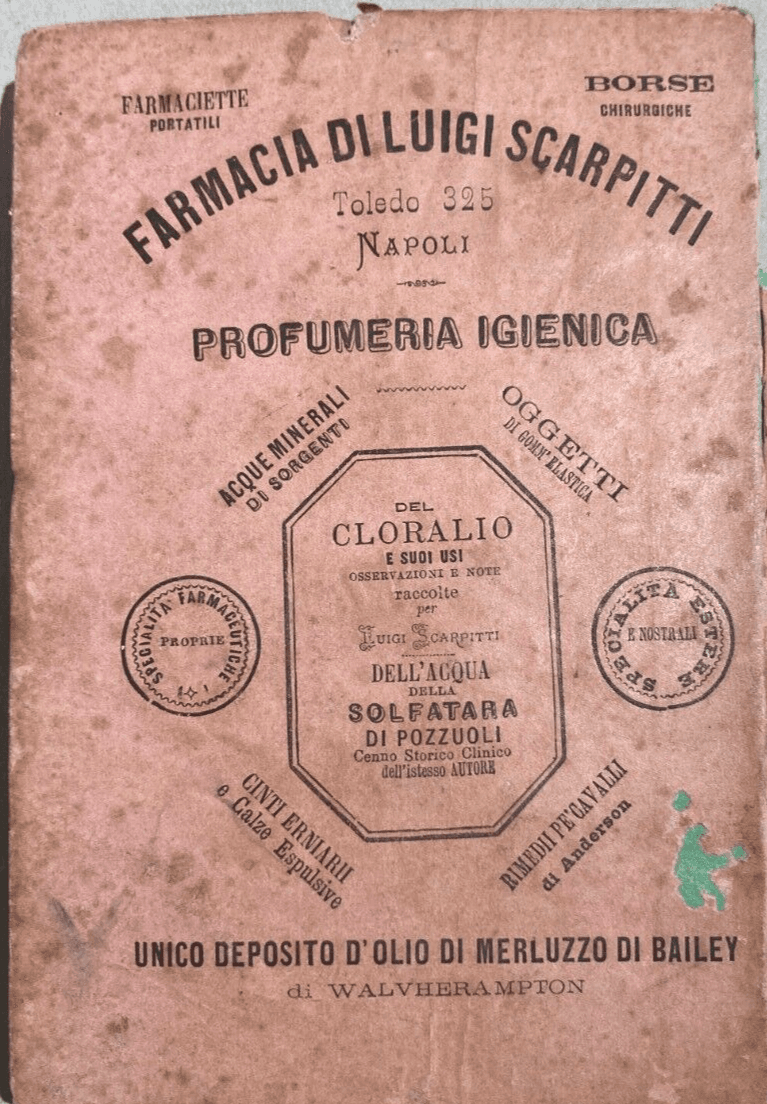 FARMACIETTE
PORTATILI
BORSE
CHIRURGICHE
FARMACIA DI LUIGI SCARPITTI
Toledo 325
NAPOLI
PROFUMERIA IGIENICA
ACQUE MINERALI
DI SORGENTI
OGGETTI
DI GOMM'ELASTICA
DEL
CLORALIO
E SUOI USI
OSSERVAZIONI E NOTE
raccolte
per
LUIGI SCARPITTI
DELL'ACQUA
DELLA
SOLFATARA
DI POZZUOLI
Cenno Storico Clinico
dell'istesso AUTORE
SPECIALITA' FARMACEUTICHE
PROPRIE
SPECIALITÀ ESTERE
E NOSTRALI
CINTI ERNIARII
e Calze Espulsive
RIMEDII PE'CAVALLI
di Anderson
UNICO DEPOSITO D'OLIO DI MERLUZZO DI BAILEY
di WALVHERAMPTON